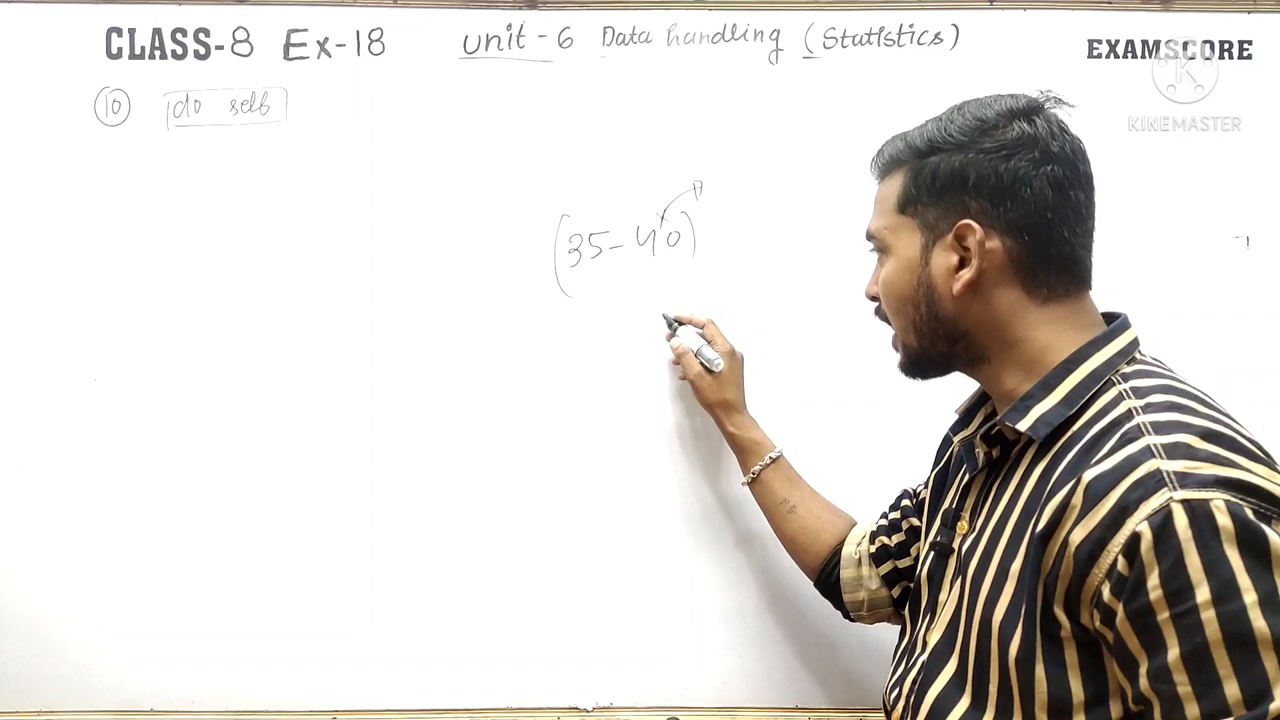 CLASS-8 Ex-18 unit-6 Data handling (Statistics) EXAMSCORE
K
KINEMASTER
10 do self
(35-40)